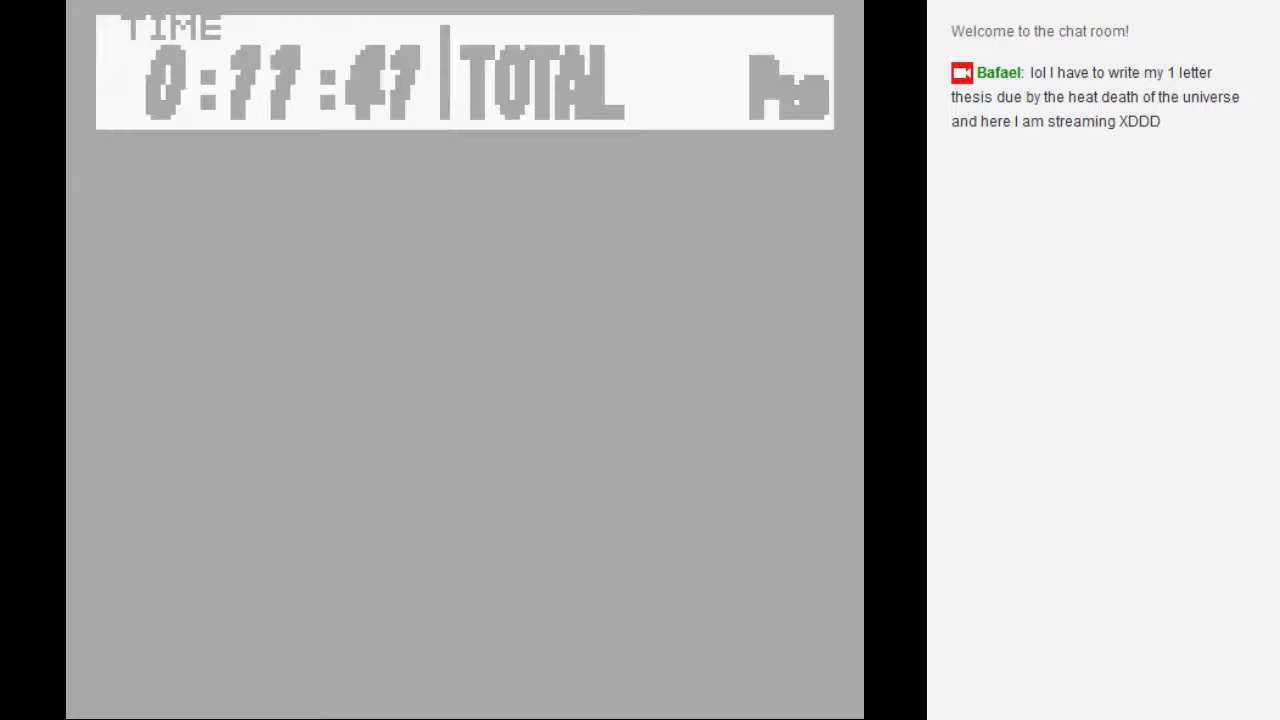 TIME
0:11:41 TOTAL
Welcome to the chat room!
Bafael: lol I have to write my 1 letter
thesis due by the heat death of the universe
and here I am streaming XDDD